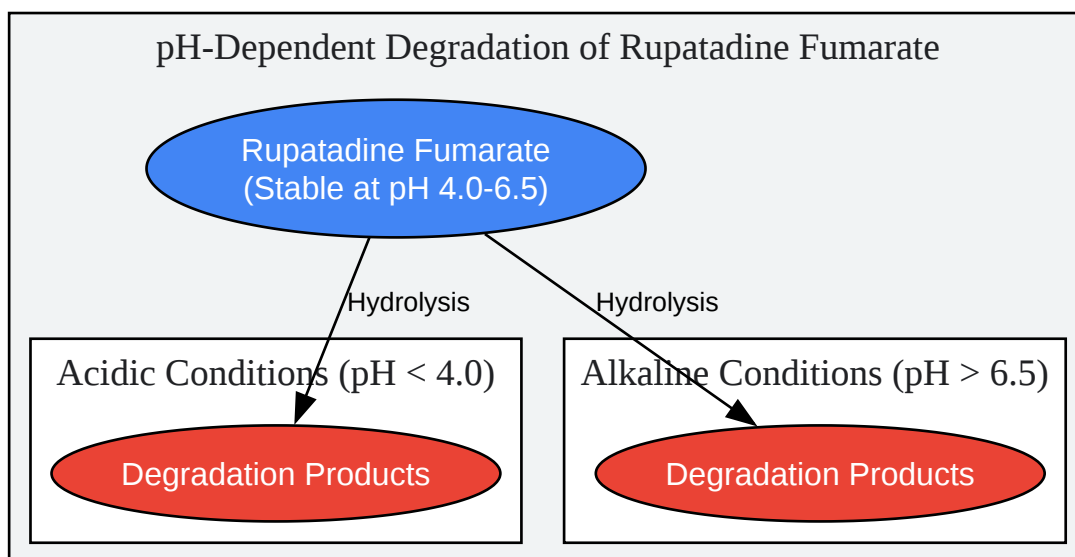 pH-Dependent Degradation of Rupatadine Fumarate
Rupatadine Fumarate
(Stable at pH 4.0-6.5)
Hydrolysis
Hydrolysis
Acidic Conditions (pH < 4.0)
Alkaline Conditions (pH > 6.5)
Degradation Products
Degradation Products